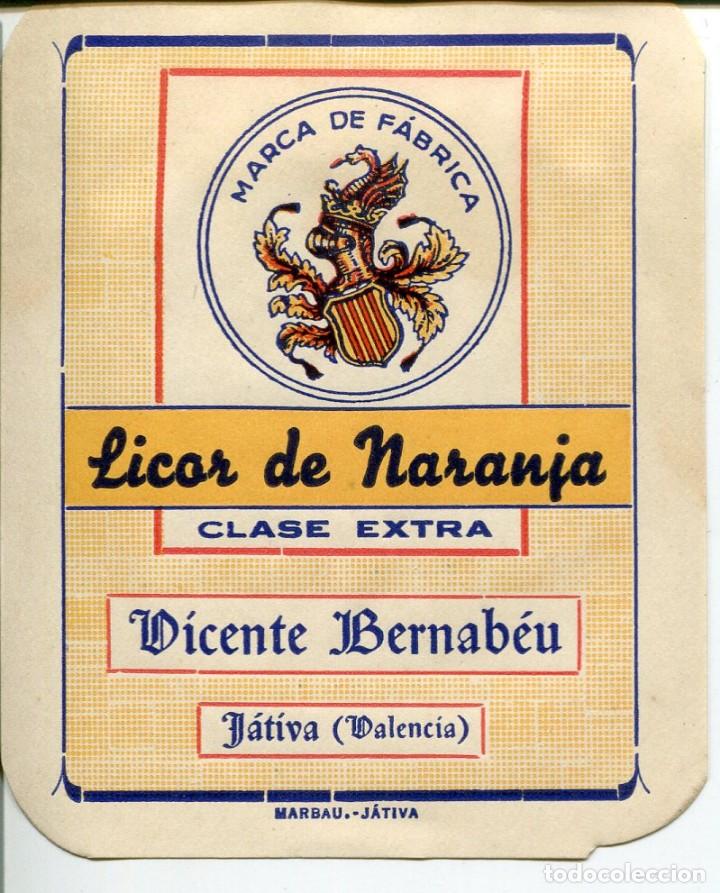 MARCA DE FÁBRICA
Licor de Naranja
CLASE EXTRA
Vicente Bernabéu
Játiva (Valencia)
MARBAU.-JÁTIVA
todocoleccion